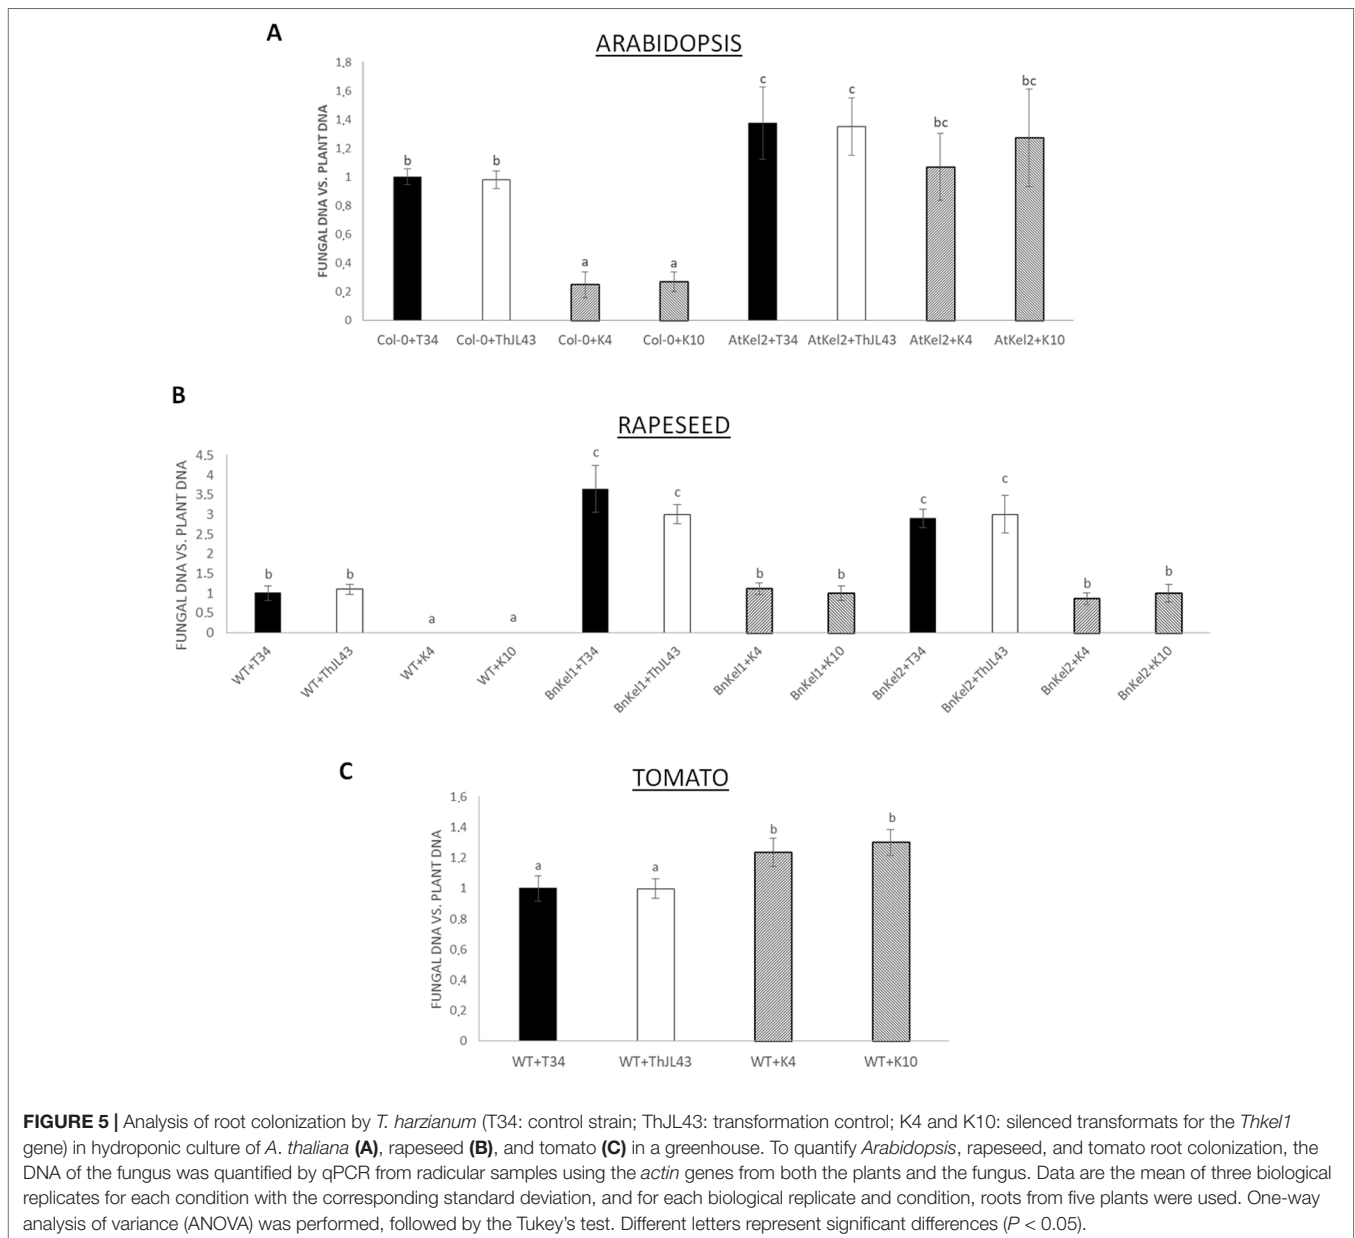 A
ARABIDOPSIS
FUNGAL DNA VS. PLANT DNA
1,8
1,6
1,4
1,2
1
0,8
0,6
0,4
0,2
0
b
b
a
a
c
c
bc
bc
Col-0+T34
Col-0+ThJL43
Col-0+K4
Col-0+K10
AtKel2+T34
AtKel2+ThJL43
AtKel2+K4
AtKel2+K10
B
RAPESEED
FUNGAL DNA VS. PLANT DNA
4.5
4
3.5
3
2.5
2
1.5
1
0.5
0
b
b
a
a
c
c
b
b
c
c
b
b
WT+T34
WT+ThJL43
WT+K4
WT+K10
BnKel1+T34
BnKel1+ThJL43
BnKel1+K4
BnKel1+K10
BnKel2+T34
BnKel2+ThJL43
BnKel2+K4
BnKel2+K10
C
TOMATO
FUNGAL DNA VS. PLANT DNA
1,6
1,4
1,2
1
0,8
0,6
0,4
0,2
0
a
a
b
b
WT+T34
WT+ThJL43
WT+K4
WT+K10
FIGURE 5 | Analysis of root colonization by T. harzianum (T34: control strain; ThJL43: transformation control; K4 and K10: silenced transformats for the Thkel1
gene) in hydroponic culture of A. thaliana (A), rapeseed (B), and tomato (C) in a greenhouse. To quantify Arabidopsis, rapeseed, and tomato root colonization, the
DNA of the fungus was quantified by qPCR from radicular samples using the actin genes from both the plants and the fungus. Data are the mean of three biological
replicates for each condition with the corresponding standard deviation, and for each biological replicate and condition, roots from five plants were used. One-way
analysis of variance (ANOVA) was performed, followed by the Tukey's test. Different letters represent significant differences (P < 0.05).